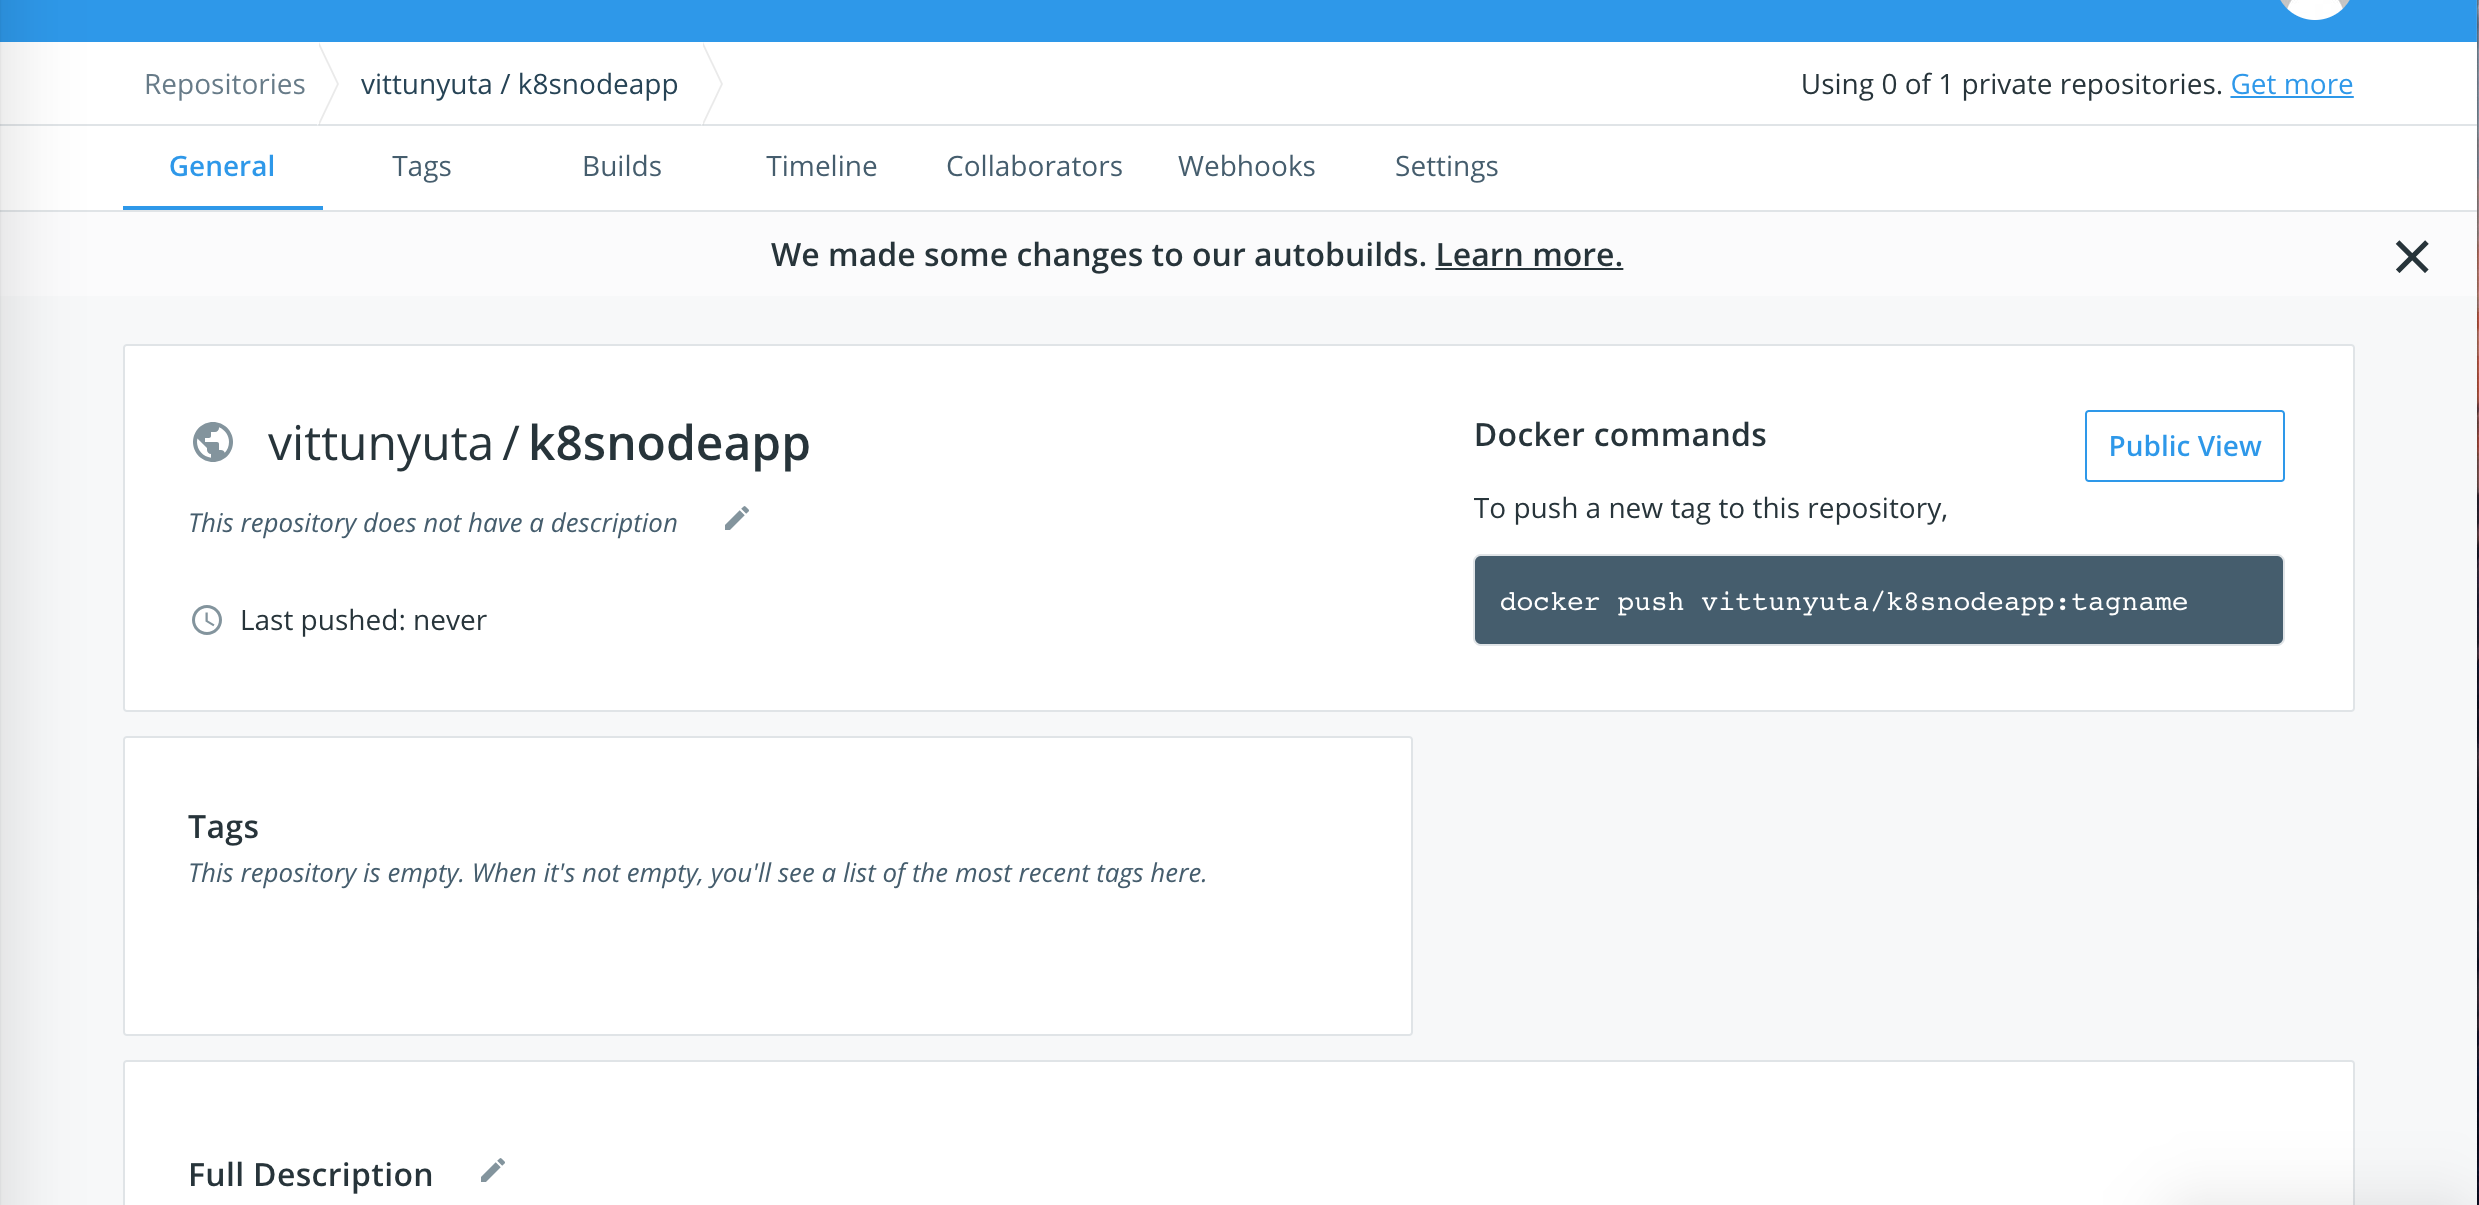 Repositories
vittunyuta / k8snodeapp
Using 0 of 1 private repositories. Get more
General
Tags
Builds
Timeline
Collaborators
Webhooks
Settings
We made some changes to our autobuilds. Learn more.
vittunyuta / k8snodeapp
This repository does not have a description
Last pushed: never
Docker commands
Public View
To push a new tag to this repository,
docker push vittunyuta/k8snodeapp:tagname
Tags
This repository is empty. When it's not empty, you'll see a list of the most recent tags here.
Full Description